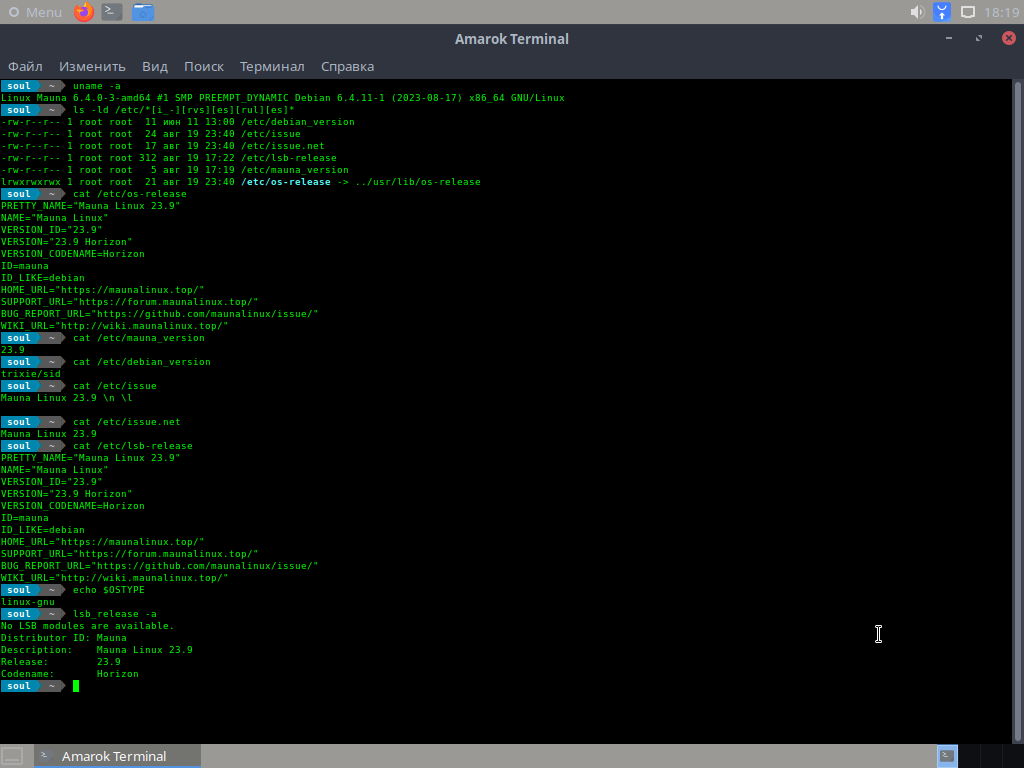 Menu 18:19
Amarok Terminal
Файл Изменить Вид Поиск Терминал Справка
soul ~ uname -a
Linux Mauna 6.4.0-3-amd64 #1 SMP PREEMPT_DYNAMIC Debian 6.4.11-1 (2023-08-17) x86_64 GNU/Linux
soul ~ ls -ld /etc/*[i_-][rvs][es][rul][es]*
-rw-r--r-- 1 root root  11 июн 11 13:00 /etc/debian_version
-rw-r--r-- 1 root root  24 авг 19 23:40 /etc/issue
-rw-r--r-- 1 root root  17 авг 19 23:40 /etc/issue.net
-rw-r--r-- 1 root root 312 авг 19 17:22 /etc/lsb-release
-rw-r--r-- 1 root root   5 авг 19 17:19 /etc/mauna_version
lrwxrwxrwx 1 root root  21 авг 19 23:40 /etc/os-release -> ../usr/lib/os-release
soul ~ cat /etc/os-release
PRETTY_NAME="Mauna Linux 23.9"
NAME="Mauna Linux"
VERSION_ID="23.9"
VERSION="23.9 Horizon"
VERSION_CODENAME=Horizon
ID=mauna
ID_LIKE=debian
HOME_URL="https://maunalinux.top/"
SUPPORT_URL="https://forum.maunalinux.top/"
BUG_REPORT_URL="https://github.com/maunalinux/issue/"
WIKI_URL="http://wiki.maunalinux.top/"
soul ~ cat /etc/mauna_version
23.9
soul ~ cat /etc/debian_version
trixie/sid
soul ~ cat /etc/issue
Mauna Linux 23.9 \n \l
soul ~ cat /etc/issue.net
Mauna Linux 23.9
soul ~ cat /etc/lsb-release
PRETTY_NAME="Mauna Linux 23.9"
NAME="Mauna Linux"
VERSION_ID="23.9"
VERSION="23.9 Horizon"
VERSION_CODENAME=Horizon
ID=mauna
ID_LIKE=debian
HOME_URL="https://maunalinux.top/"
SUPPORT_URL="https://forum.maunalinux.top/"
BUG_REPORT_URL="https://github.com/maunalinux/issue/"
WIKI_URL="http://wiki.maunalinux.top/"
soul ~ echo $OSTYPE
linux-gnu
soul ~ lsb_release -a
No LSB modules are available.
Distributor ID: Mauna
Description:    Mauna Linux 23.9
Release:        23.9
Codename:       Horizon
soul ~
Amarok Terminal